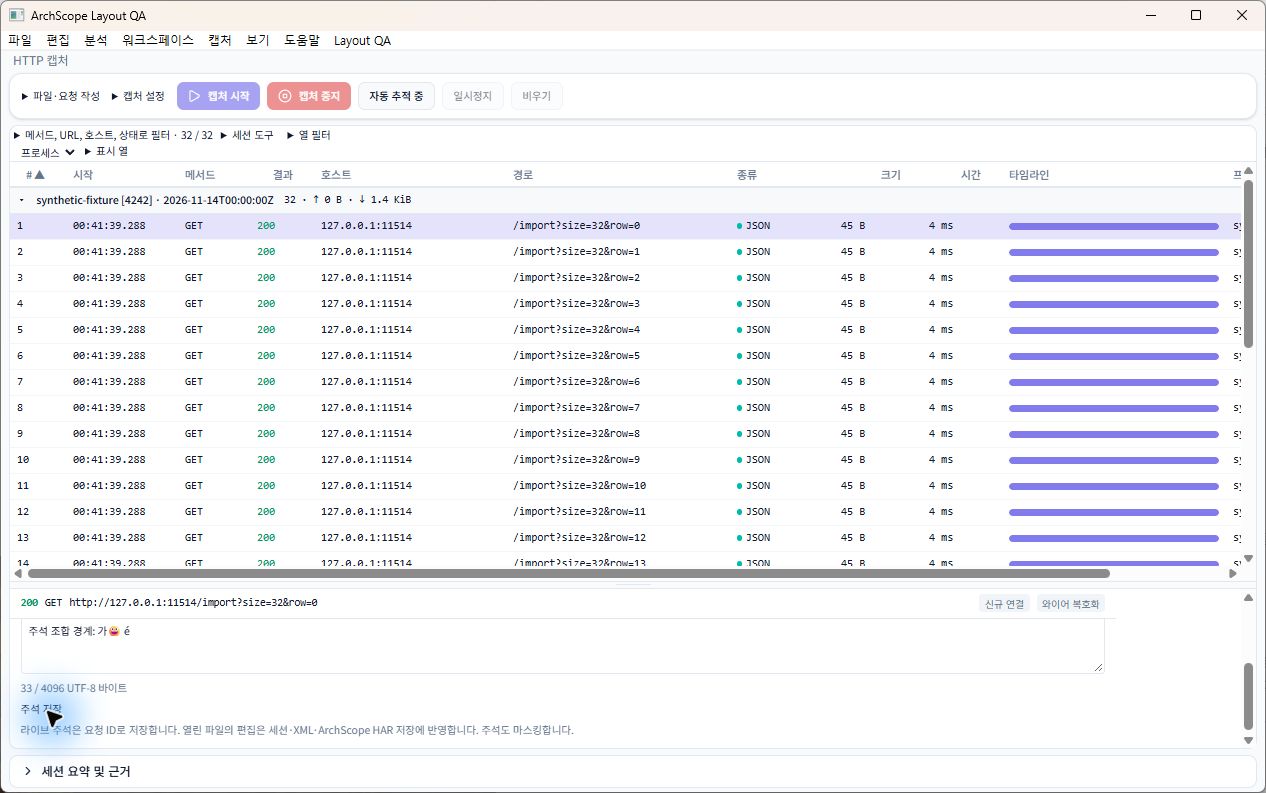 ArchScope Layout QA
파일 편집 분석 워크스페이스 캡처 보기 도움말 Layout QA
HTTP 캡처
▶ 파일·요청 작성 ▶ 캡처 설정 캡처 시작 캡처 중지 자동 추적 중 일시정지 비우기
▶ 메서드, URL, 호스트, 상태로 필터 · 32 / 32 ▶ 세션 도구 ▶ 열 필터
프로세스 ▶ 표시 열
# ▲ 시작 메서드 결과 호스트 경로 종류 크기 시간 타임라인
synthetic-fixture [4242] · 2026-11-14T00:00:00Z 32 · ↑ 0 B · ↓ 1.4 KiB
1 00:41:39.288 GET 200 127.0.0.1:11514 /import?size=32&row=0 JSON 45 B 4 ms
2 00:41:39.288 GET 200 127.0.0.1:11514 /import?size=32&row=1 JSON 45 B 4 ms
3 00:41:39.288 GET 200 127.0.0.1:11514 /import?size=32&row=2 JSON 45 B 4 ms
4 00:41:39.288 GET 200 127.0.0.1:11514 /import?size=32&row=3 JSON 45 B 4 ms
5 00:41:39.288 GET 200 127.0.0.1:11514 /import?size=32&row=4 JSON 45 B 4 ms
6 00:41:39.288 GET 200 127.0.0.1:11514 /import?size=32&row=5 JSON 45 B 4 ms
7 00:41:39.288 GET 200 127.0.0.1:11514 /import?size=32&row=6 JSON 45 B 4 ms
8 00:41:39.288 GET 200 127.0.0.1:11514 /import?size=32&row=7 JSON 45 B 4 ms
9 00:41:39.288 GET 200 127.0.0.1:11514 /import?size=32&row=8 JSON 45 B 4 ms
10 00:41:39.288 GET 200 127.0.0.1:11514 /import?size=32&row=9 JSON 45 B 4 ms
11 00:41:39.288 GET 200 127.0.0.1:11514 /import?size=32&row=10 JSON 45 B 4 ms
12 00:41:39.288 GET 200 127.0.0.1:11514 /import?size=32&row=11 JSON 45 B 4 ms
13 00:41:39.288 GET 200 127.0.0.1:11514 /import?size=32&row=12 JSON 45 B 4 ms
14 00:41:39.288 GET 200 127.0.0.1:11514 /import?size=32&row=13 JSON 45 B 4 ms
200 GET http://127.0.0.1:11514/import?size=32&row=0 신규 연결 와이어 복호화
주석 조합 경계: 가😀 é
33 / 4096 UTF-8 바이트
주석 저장
라이브 주석은 요청 ID로 저장합니다. 열린 파일의 편집은 세션·XML·ArchScope HAR 저장에 반영합니다. 주석도 마스킹합니다.
세션 요약 및 근거